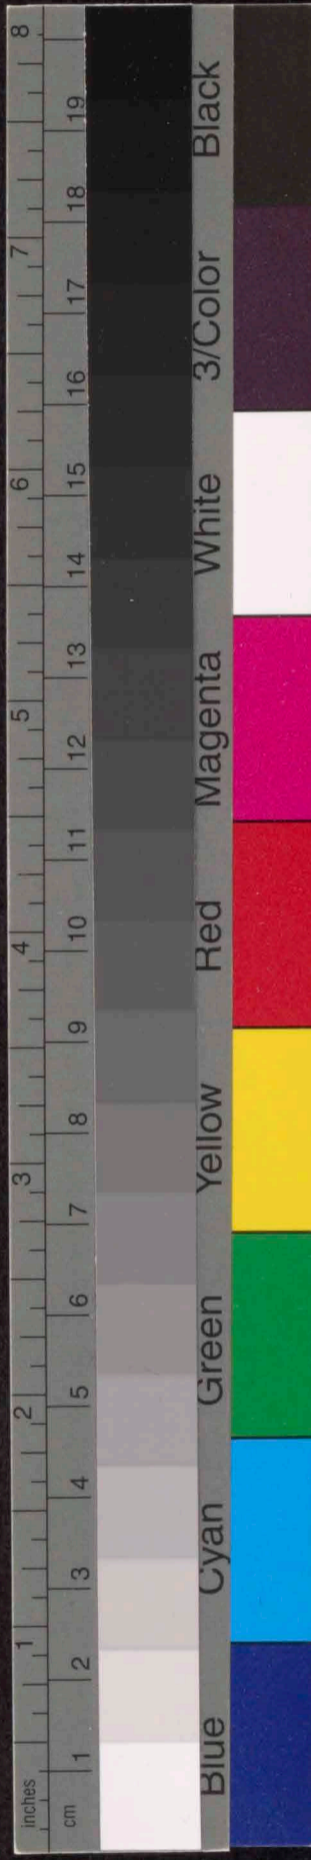 inches 1 2 3 4 5 6 7 8
cm 1 2 3 4 5 6 7 8 9 10 11 12 13 14 15 16 17 18 19
Blue Cyan Green Yellow Red Magenta White 3/Color Black